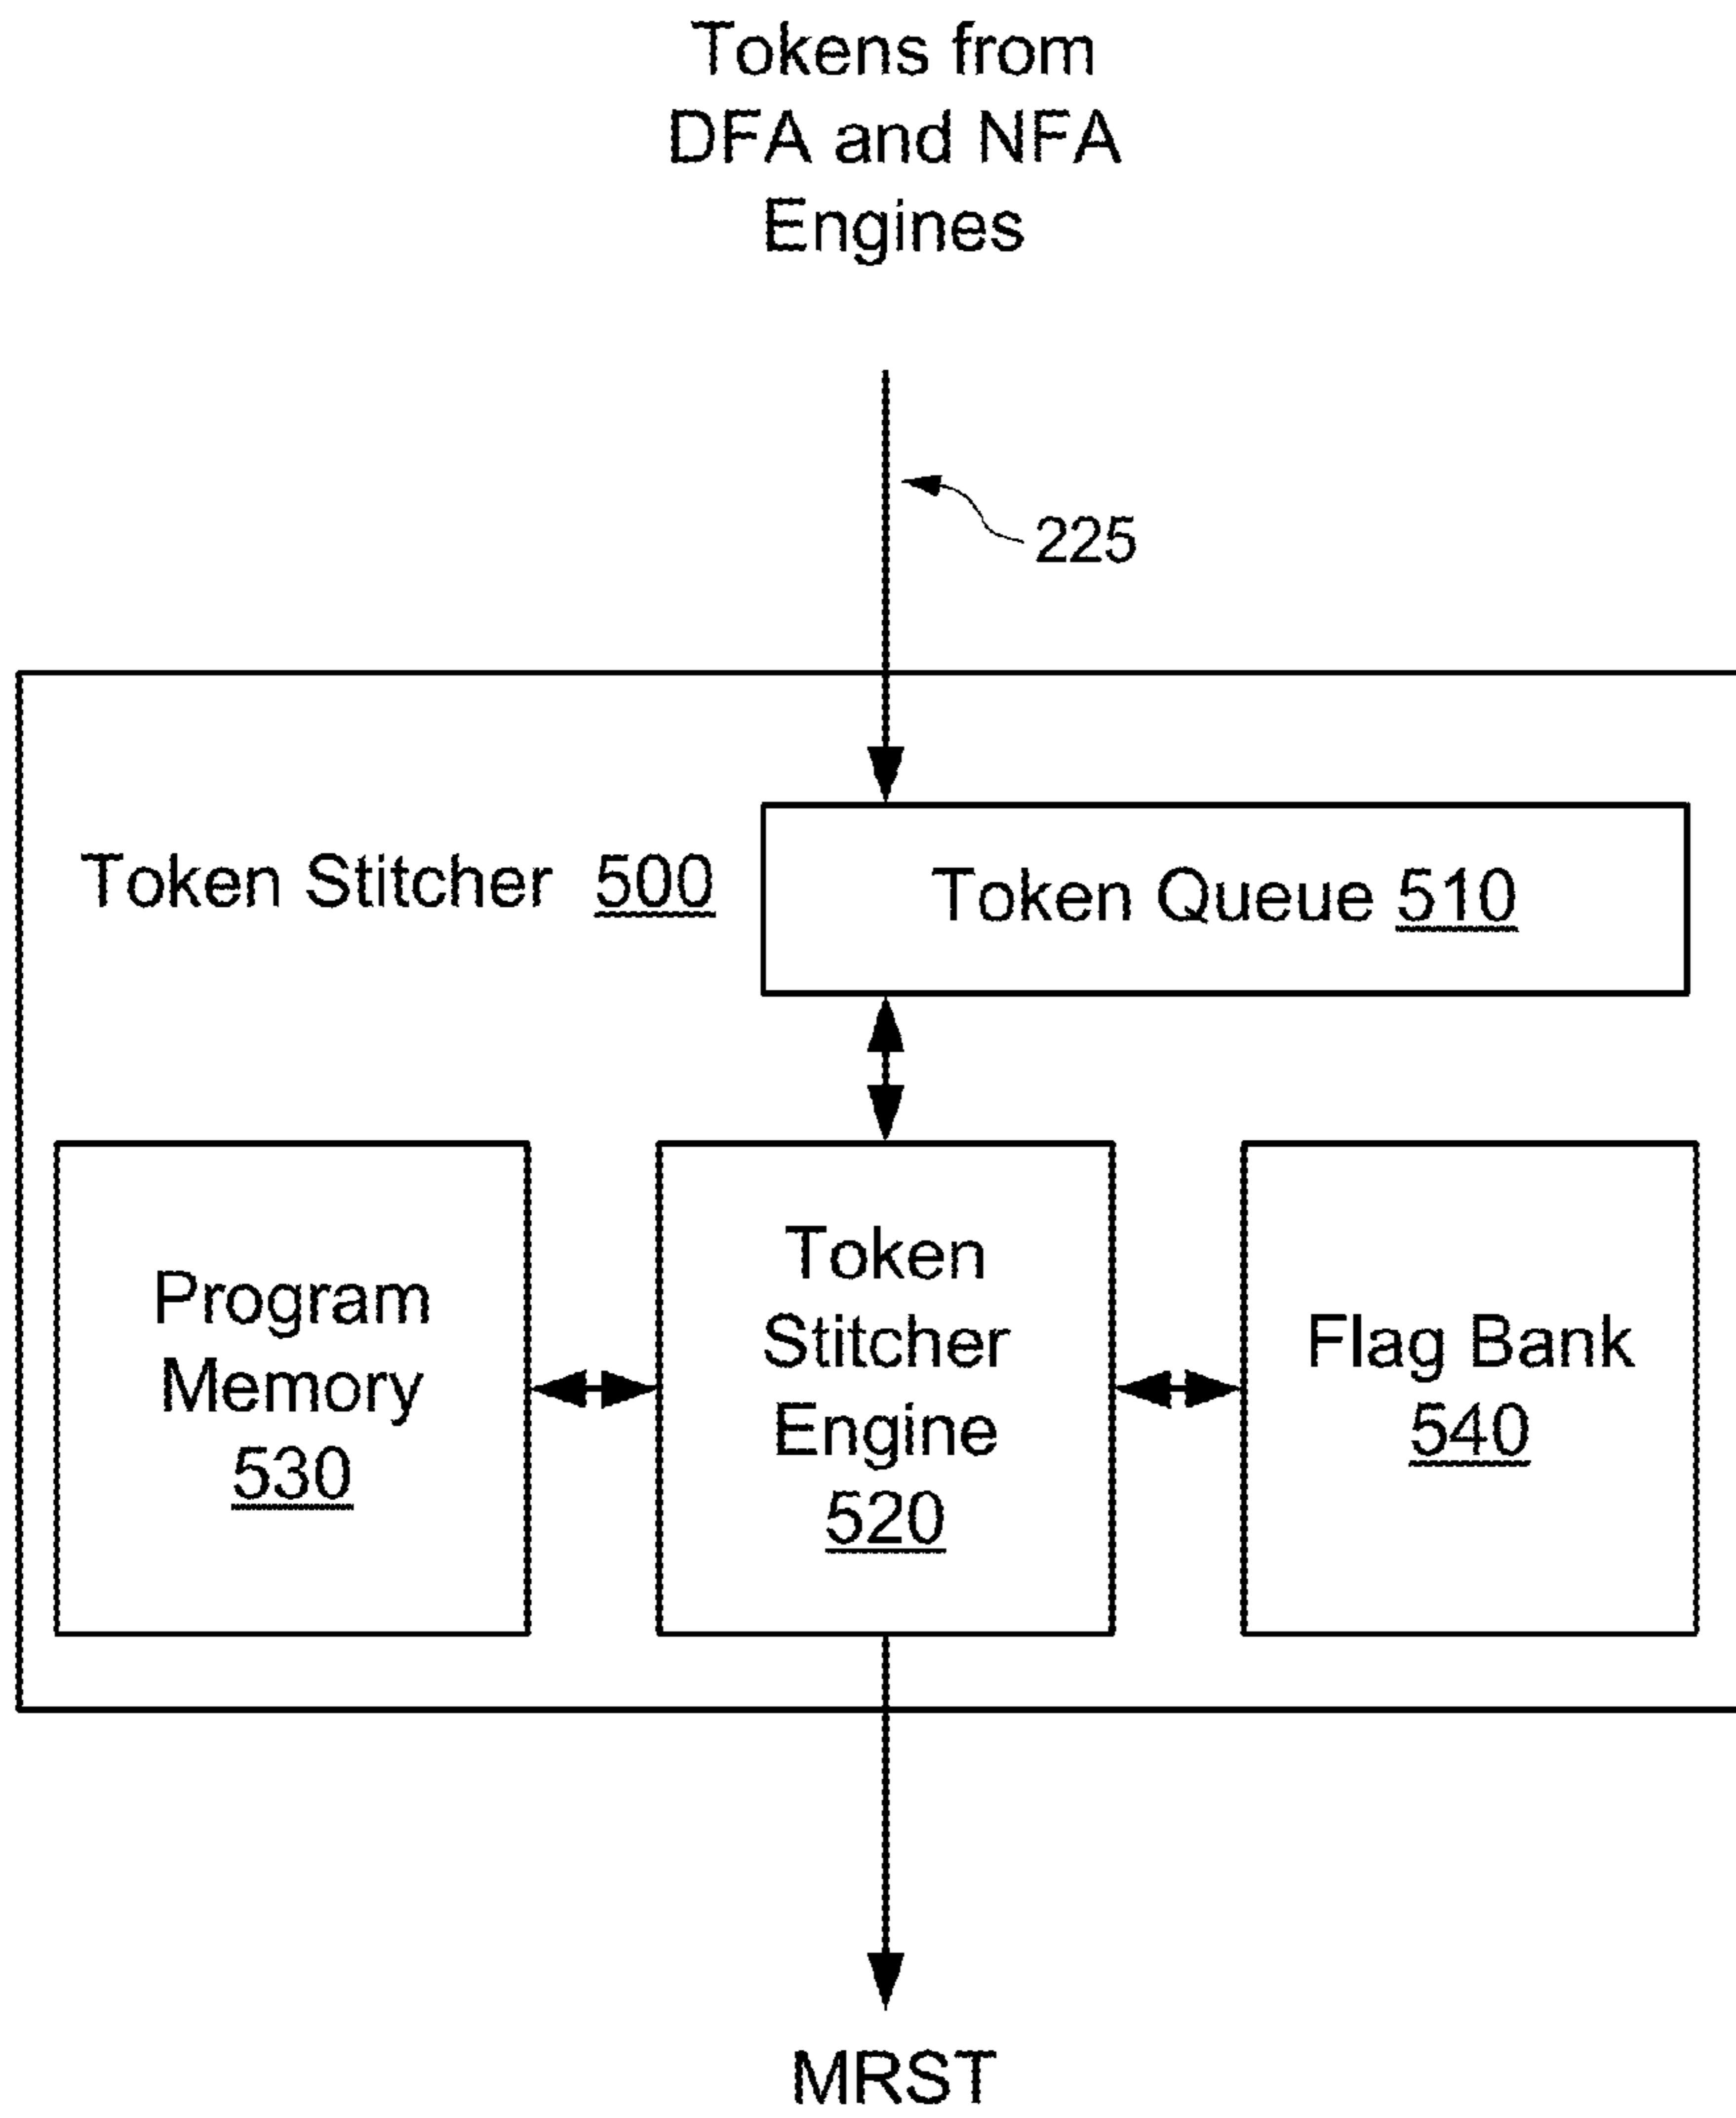 Tokens from
DFA and NFA
Engines
225
Token Stitcher 500
Token Queue 510
Program
Memory
530
Token
Stitcher
Engine
520
Flag Bank
540
MRST